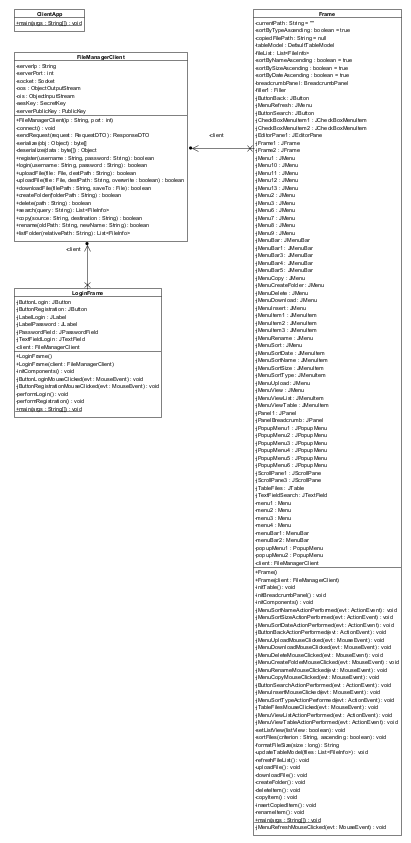 ClientApp
+main(args : String[]) : void
FileManagerClient
-serverIp : String
-serverPort : int
-socket : Socket
-oos : ObjectOutputStream
-ois : ObjectInputStream
-aesKey : SecretKey
-serverPublicKey : PublicKey
+FileManagerClient(ip : String, port : int)
+connect() : void
+sendRequest(request : RequestDTO) : ResponseDTO
-serialize(obj : Object) : byte[]
-deserialize(data : byte[]) : Object
+register(username : String, password : String) : boolean
+login(username : String, password : String) : boolean
+uploadFile(file : File, destPath : String) : boolean
+uploadFile(file : File, destPath : String, overwrite : boolean) : boolean
+downloadFile(filePath : String, saveTo : File) : boolean
+createFolder(folderPath : String) : boolean
+delete(path : String) : boolean
+search(query : String) : List<FileInfo>
+copy(source : String, destination : String) : boolean
+rename(oldPath : String, newName : String) : boolean
+listFolder(relativePath : String) : List<FileInfo>
-client
-client
LoginFrame
-jButtonLogin : JButton
-jButtonRegistration : JButton
-jLabelLogin : JLabel
-jLabelPassword : JLabel
-jPasswordField : JPasswordField
-jTextFieldLogin : JTextField
-client : FileManagerClient
+LoginFrame()
+LoginFrame(client : FileManagerClient)
-initComponents() : void
-jButtonLoginMouseClicked(evt : MouseEvent) : void
-jButtonRegistrationMouseClicked(evt : MouseEvent) : void
-performLogin() : void
-performRegistration() : void
+main(args : String[]) : void
Frame
-currentPath : String = ""
-sortByTypeAscending : boolean = true
-copiedFilePath : String = null
-tableModel : DefaultTableModel
-fileList : List<FileInfo>
-sortByNameAscending : boolean = true
-sortBySizeAscending : boolean = true
-sortByDateAscending : boolean = true
-breadcrumbPanel : BreadcrumbPanel
-filler1 : Filler
-jButtonBack : JButton
-jMenuRefresh : JMenu
-jButtonSearch : JButton
-jCheckBoxMenuItem1 : JCheckBoxMenuItem
-jCheckBoxMenuItem2 : JCheckBoxMenuItem
-jEditorPane1 : JEditorPane
-jFrame1 : JFrame
-jFrame2 : JFrame
-jMenu1 : JMenu
-jMenu10 : JMenu
-jMenu11 : JMenu
-jMenu12 : JMenu
-jMenu13 : JMenu
-jMenu2 : JMenu
-jMenu3 : JMenu
-jMenu4 : JMenu
-jMenu5 : JMenu
-jMenu6 : JMenu
-jMenu7 : JMenu
-jMenu8 : JMenu
-jMenu9 : JMenu
-jMenuBar : JMenuBar
-jMenuBar1 : JMenuBar
-jMenuBar3 : JMenuBar
-jMenuBar4 : JMenuBar
-jMenuBar5 : JMenuBar
-jMenuCopy : JMenu
-jMenuCreateFolder : JMenu
-jMenuDelete : JMenu
-jMenuDownload : JMenu
-jMenuInsert : JMenu
-jMenuItem1 : JMenuItem
-jMenuItem2 : JMenuItem
-jMenuItem3 : JMenuItem
-jMenuRename : JMenu
-jMenuSort : JMenu
-jMenuSortDate : JMenuItem
-jMenuSortName : JMenuItem
-jMenuSortSize : JMenuItem
-jMenuSortType : JMenuItem
-jMenuUpload : JMenu
-jMenuView : JMenu
-jMenuViewList : JMenuItem
-jMenuViewTable : JMenuItem
-jPanel1 : JPanel
-jPanelBreadcrumb : JPanel
-jPopupMenu1 : JPopupMenu
-jPopupMenu2 : JPopupMenu
-jPopupMenu3 : JPopupMenu
-jPopupMenu4 : JPopupMenu
-jPopupMenu5 : JPopupMenu
-jPopupMenu6 : JPopupMenu
-jScrollPane1 : JScrollPane
-jScrollPane3 : JScrollPane
-jTableFiles : JTable
-jTextFieldSearch : JTextField
-menu1 : Menu
-menu2 : Menu
-menu3 : Menu
-menu4 : Menu
-menuBar1 : MenuBar
-menuBar2 : MenuBar
-popupMenu1 : PopupMenu
-popupMenu2 : PopupMenu
-client : FileManagerClient
+Frame()
+Frame(client : FileManagerClient)
-initTable() : void
-initBreadcrumbPanel() : void
-initComponents() : void
-jMenuSortNameActionPerformed(evt : ActionEvent) : void
-jMenuSortSizeActionPerformed(evt : ActionEvent) : void
-jMenuSortDateActionPerformed(evt : ActionEvent) : void
-jButtonBackActionPerformed(evt : ActionEvent) : void
-jMenuUploadMouseClicked(evt : MouseEvent) : void
-jMenuDownloadMouseClicked(evt : MouseEvent) : void
-jMenuDeleteMouseClicked(evt : MouseEvent) : void
-jMenuCreateFolderMouseClicked(evt : MouseEvent) : void
-jMenuRenameMouseClicked(evt : MouseEvent) : void
-jMenuCopyMouseClicked(evt : MouseEvent) : void
-jButtonSearchActionPerformed(evt : ActionEvent) : void
-jMenuInsertMouseClicked(evt : MouseEvent) : void
-jMenuSortTypeActionPerformed(evt : ActionEvent) : void
-jTableFilesMouseClicked(evt : MouseEvent) : void
-jMenuViewListActionPerformed(evt : ActionEvent) : void
-jMenuViewTableActionPerformed(evt : ActionEvent) : void
-setListView(listView : boolean) : void
-sortFiles(criterion : String, ascending : boolean) : void
-formatFileSize(size : long) : String
-updateTableModel(files : List<FileInfo>) : void
-refreshFileList() : void
-uploadFile() : void
-downloadFile() : void
-createFolder() : void
-deleteItem() : void
-copyItem() : void
-insertCopiedItem() : void
-renameItem() : void
+main(args : String[]) : void
-jMenuRefreshMouseClicked(evt : MouseEvent) : void